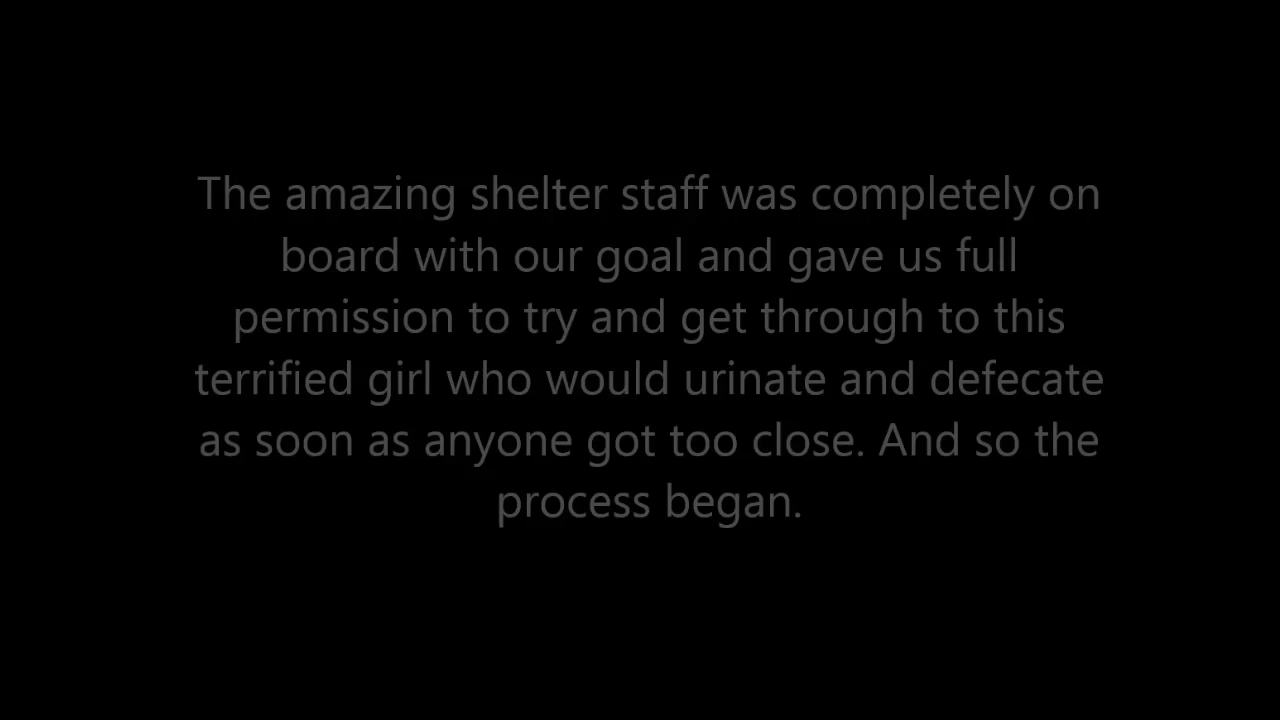 The amazing shelter staff was completely on
board with our goal and gave us full
permission to try and get through to this
terrified girl who would urinate and defecate
as soon as anyone got too close. And so the
process began.